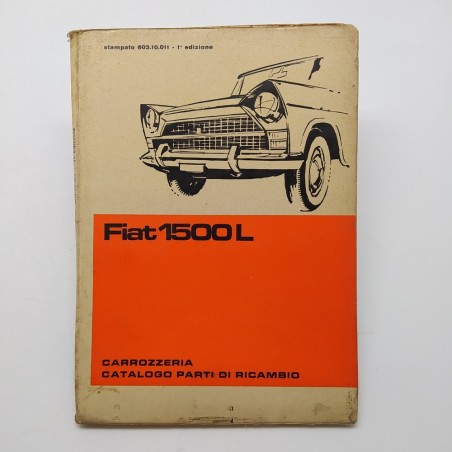 stampato 603.10.011 - 1ª edizione
Fiat 1500 L
CARROZZERIA
CATALOGO PARTI DI RICAMBIO